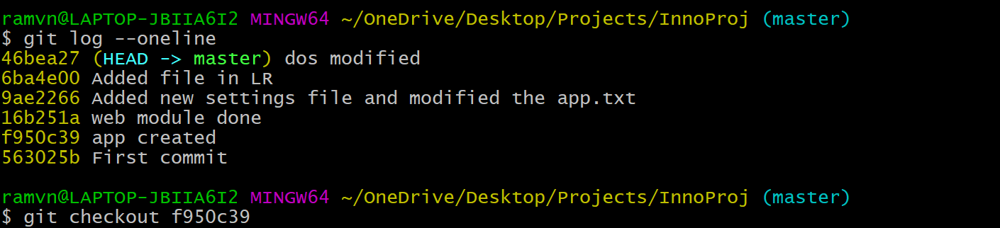 ramvn@LAPTOP-JBIIA6I2 MINGW64 ~/OneDrive/Desktop/Projects/InnoProj (master)
$ git log --oneline
46bea27 (HEAD -> master) dos modified
6ba4e00 Added file in LR
9ae2266 Added new settings file and modified the app.txt
16b251a web module done
f950c39 app created
563025b First commit
ramvn@LAPTOP-JBIIA6I2 MINGW64 ~/OneDrive/Desktop/Projects/InnoProj (master)
$ git checkout f950c39